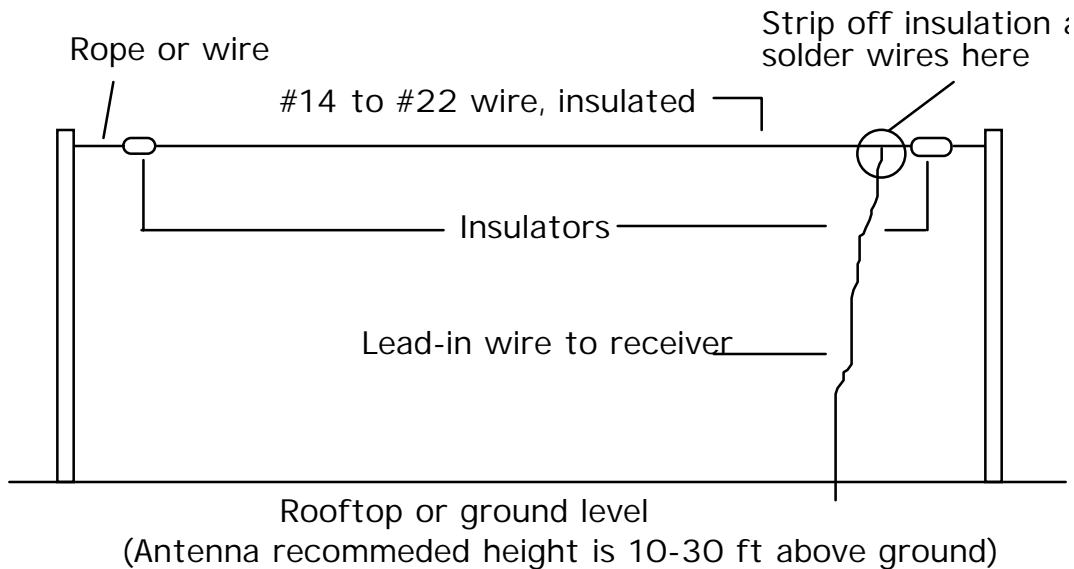 Strip off insulation a
solder wires here
Rope or wire
#14 to #22 wire, insulated
Insulators
Lead-in wire to receiver
Rooftop or ground level
(Antenna recommeded height is 10-30 ft above ground)